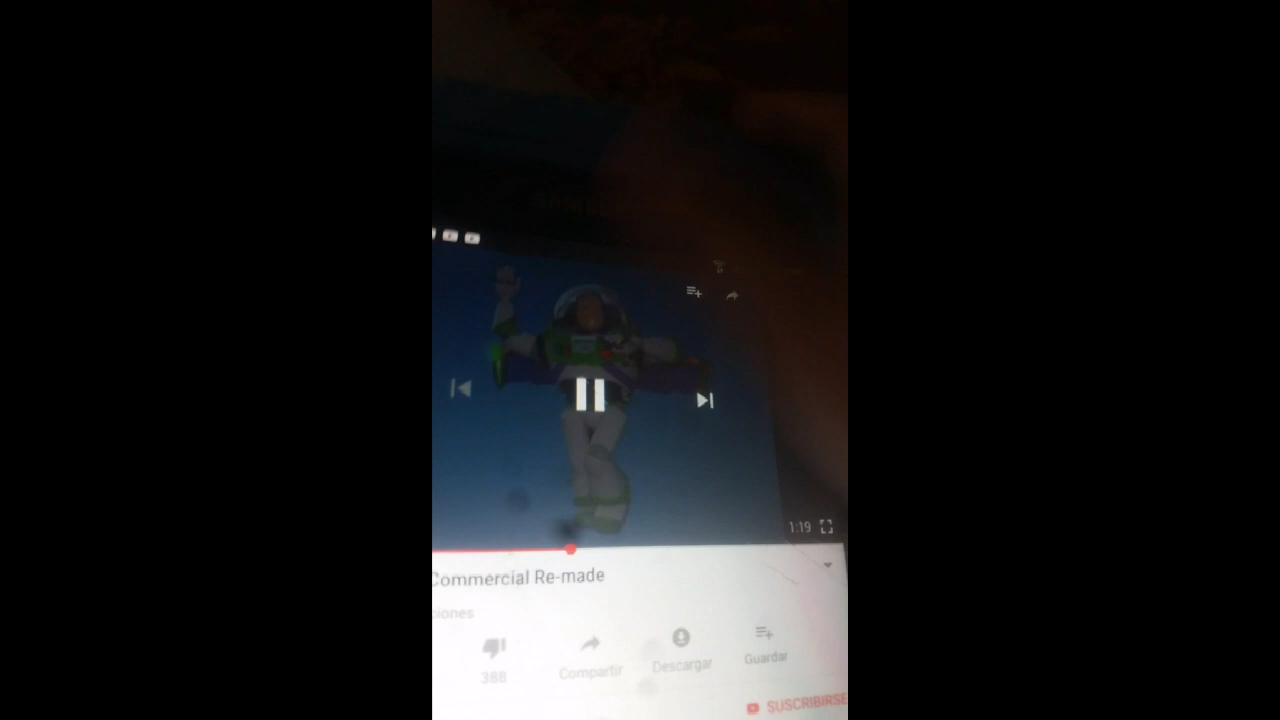 1:19
Commercial Re-made
ciones
388
Compartir
Descargar
Guardar
SUSCRIBIRSE